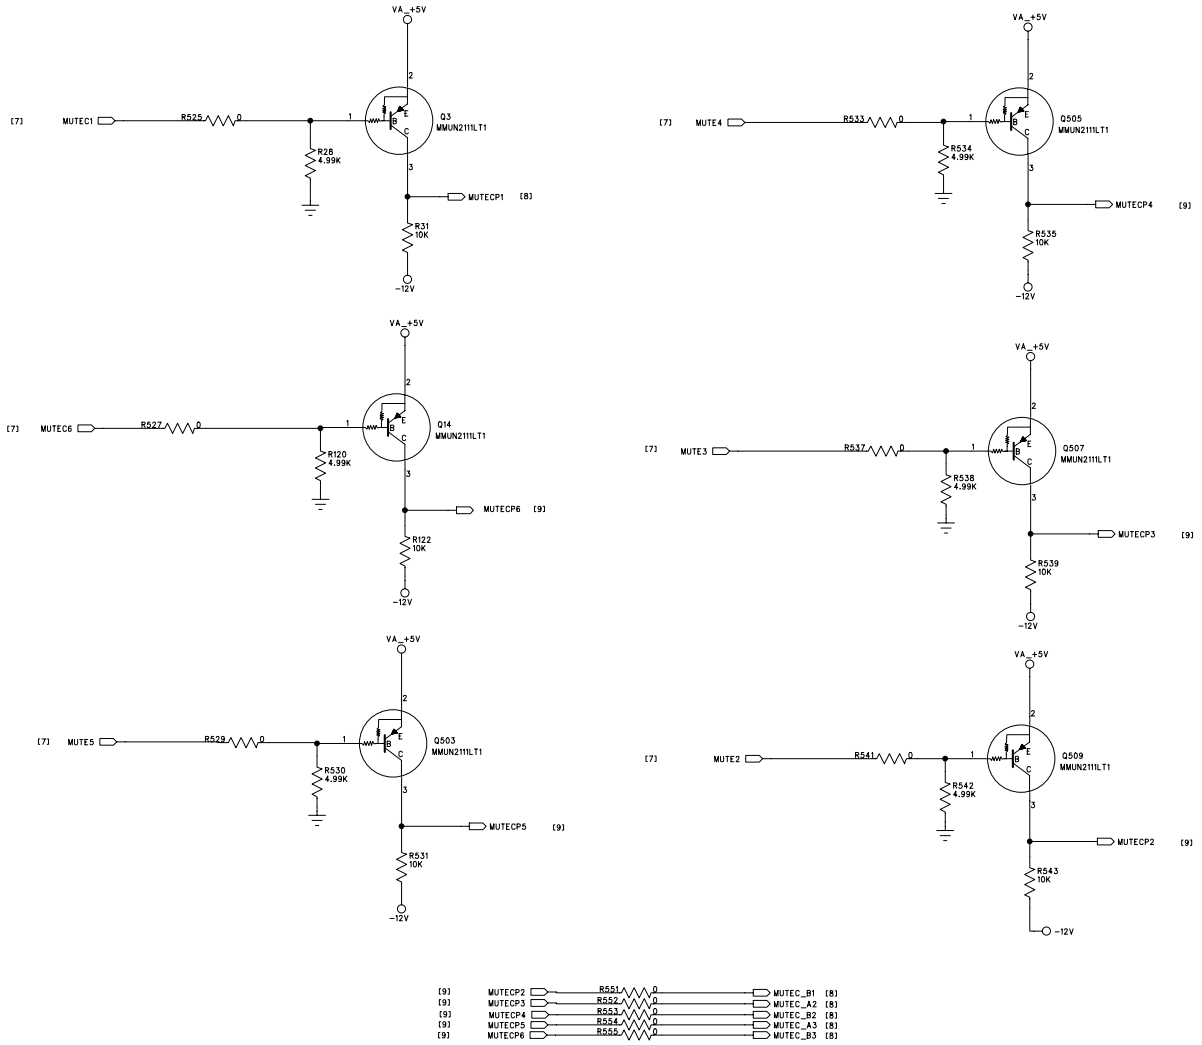 VA_+5V
2
[7] MUTEC1 R525 0 1 B E C Q3
MMUN2111LT1
R28
4.99K
3
MUTECP1 [8]
R31
10K
-12V
VA_+5V
2
[7] MUTE4 R533 0 1 B E C Q505
MMUN2111LT1
R534
4.99K
3
MUTECP4 [9]
R535
10K
-12V
VA_+5V
2
[7] MUTEC6 R527 0 1 B E C Q14
MMUN2111LT1
R120
4.99K
3
MUTECP6 [9]
R122
10K
-12V
VA_+5V
2
[7] MUTE3 R537 0 1 B E C Q507
MMUN2111LT1
R538
4.99K
3
MUTECP3 [9]
R539
10K
-12V
VA_+5V
2
[7] MUTE5 R529 0 1 B E C Q503
MMUN2111LT1
R530
4.99K
3
MUTECP5 [9]
R531
10K
-12V
VA_+5V
2
[7] MUTE2 R541 0 1 B E C Q509
MMUN2111LT1
R542
4.99K
3
MUTECP2 [9]
R543
10K
-12V
[9] MUTECP2 R551 0 MUTEC_B1 [8]
[9] MUTECP3 R552 0 MUTEC_A2 [8]
[9] MUTECP4 R553 0 MUTEC_B2 [8]
[9] MUTECP5 R554 0 MUTEC_A3 [8]
[9] MUTECP6 R555 0 MUTEC_B3 [8]